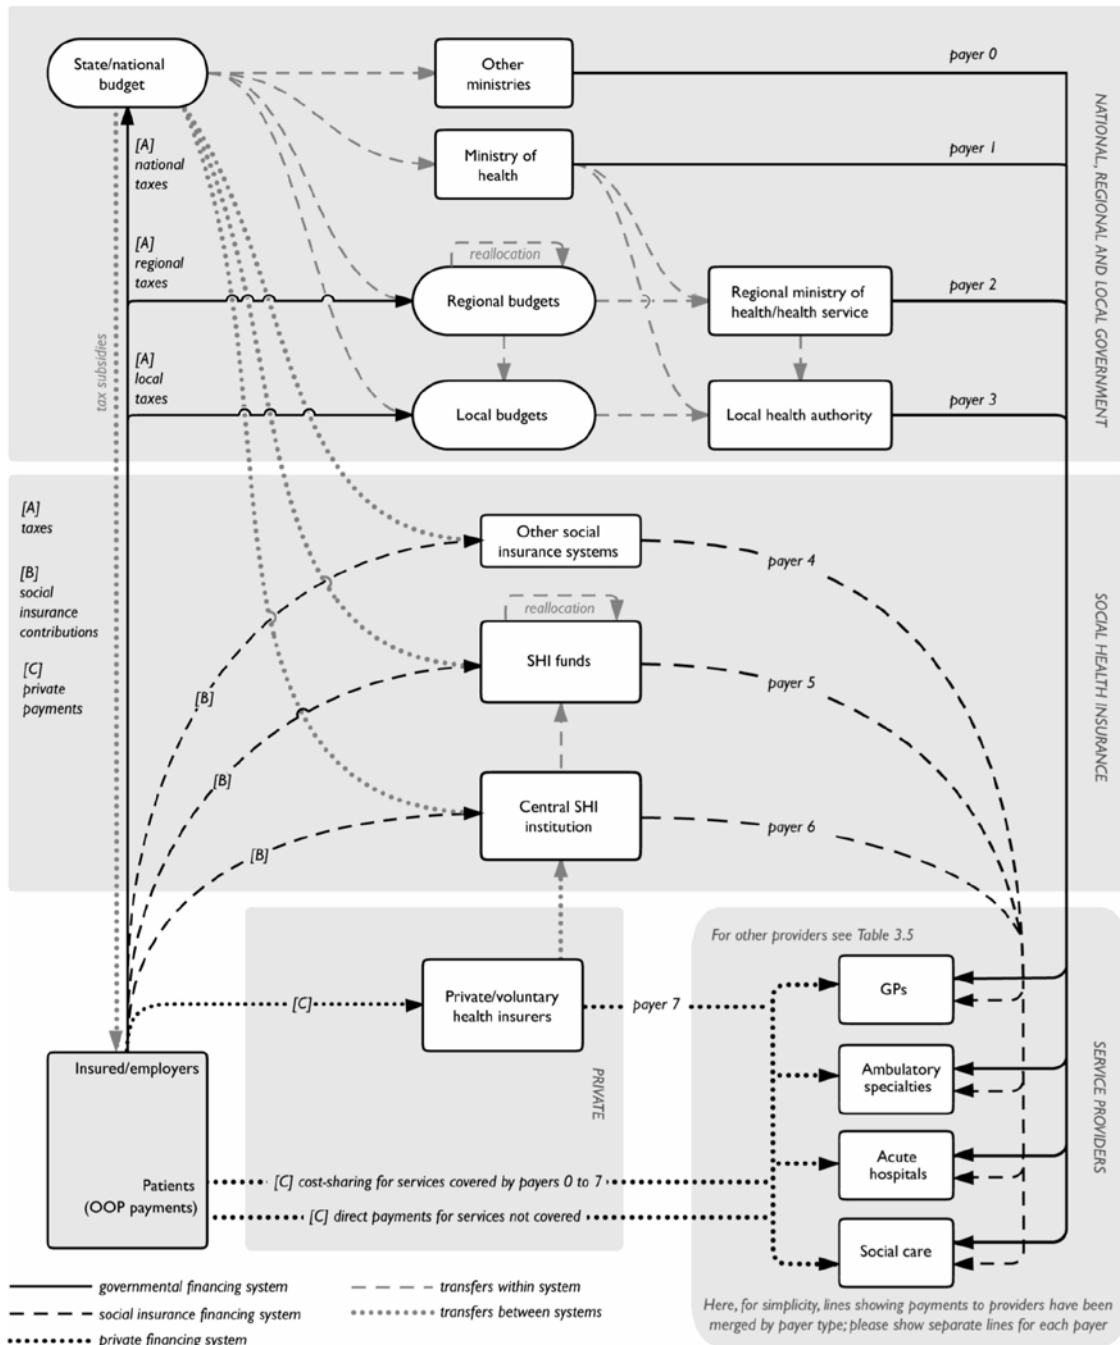 State/national
budget
Other
ministries
payer 0
[A]
national
taxes
Ministry of
health
payer 1
[A]
regional
taxes
reallocation
Regional budgets
Regional ministry of
health/health service
payer 2
tax subsidies
[A]
local
taxes
Local budgets
Local health authority
payer 3
NATIONAL, REGIONAL AND LOCAL GOVERNMENT
[A]
taxes
[B]
social
insurance
contributions
[C]
private
payments
Other social
insurance systems
payer 4
reallocation
[B]
SHI funds
payer 5
[B]
Central SHI
institution
payer 6
[B]
SOCIAL HEALTH INSURANCE
For other providers see Table 3.5
[C]
Private/voluntary
health insurers
payer 7
GPs
PRIVATE
Insured/employers
Ambulatory
specialties
SERVICE PROVIDERS
Acute
hospitals
Patients
(OOP payments)
[C] cost-sharing for services covered by payers 0 to 7
[C] direct payments for services not covered
Social care
governmental financing system
transfers within system
social insurance financing system
transfers between systems
private financing system
Here, for simplicity, lines showing payments to providers have been
merged by payer type; please show separate lines for each payer